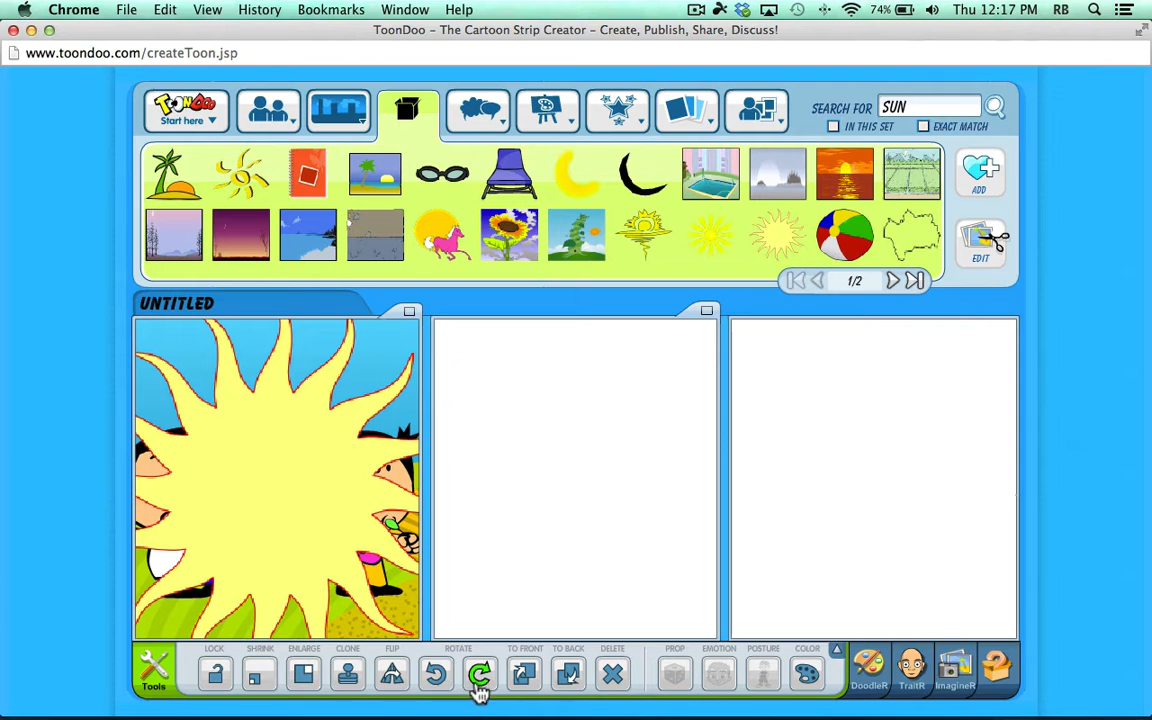 Chrome File Edit View History Bookmarks Window Help 74% Thu 12:17 PM RB
ToonDoo – The Cartoon Strip Creator – Create, Publish, Share, Discuss!
www.toondoo.com/createToon.jsp
TOONDOO
Start here
SEARCH FOR SUN
IN THIS SET EXACT MATCH
ADD
EDIT
1/2
UNTITLED
LOCK SHRINK ENLARGE CLONE FLIP ROTATE TO FRONT TO BACK DELETE PROP EMOTION POSTURE COLOR
Tools DoodleR TraitR ImagineR